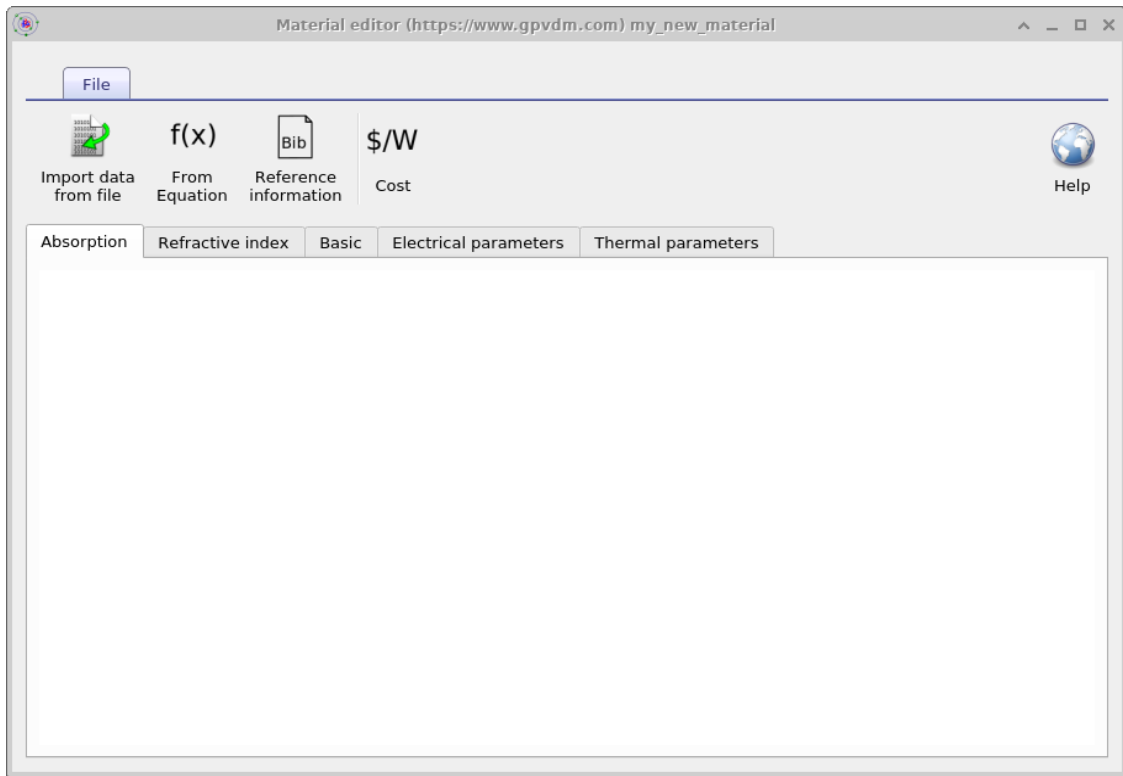 Material editor (https://www.gpvdm.com) my_new_material
File
Import data
from file
f(x)
From
Equation
Bib
Reference
information
$/W
Cost
Help
Absorption
Refractive index
Basic
Electrical parameters
Thermal parameters